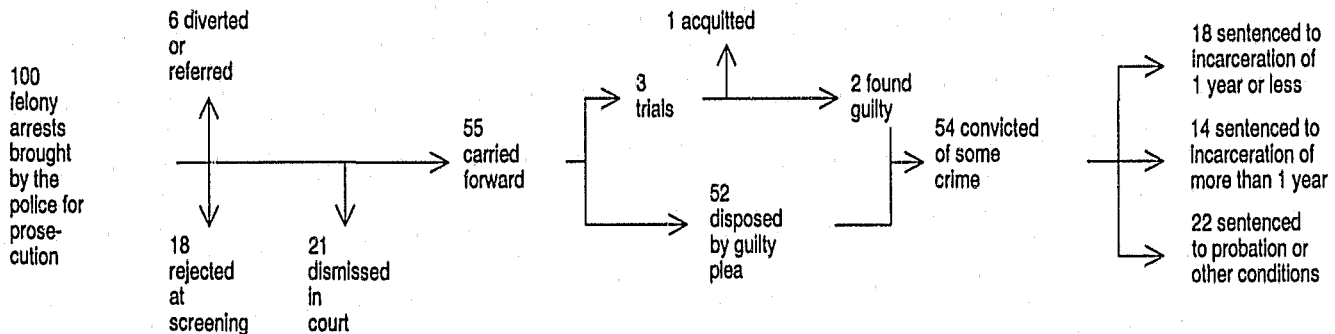 100
felony
arrests
brought
by the
police for
prose-
cution
6 diverted
or
referred
18
rejected
at
screening
21
dismissed
in
court
55
carried
forward
3
trials
1 acquitted
2 found
guilty
52
disposed
by guilty
plea
54 convicted
of some
crime
18 sentenced to
incarceration of
1 year or less
14 sentenced to
incarceration of
more than 1 year
22 sentenced
to probation or
other conditions